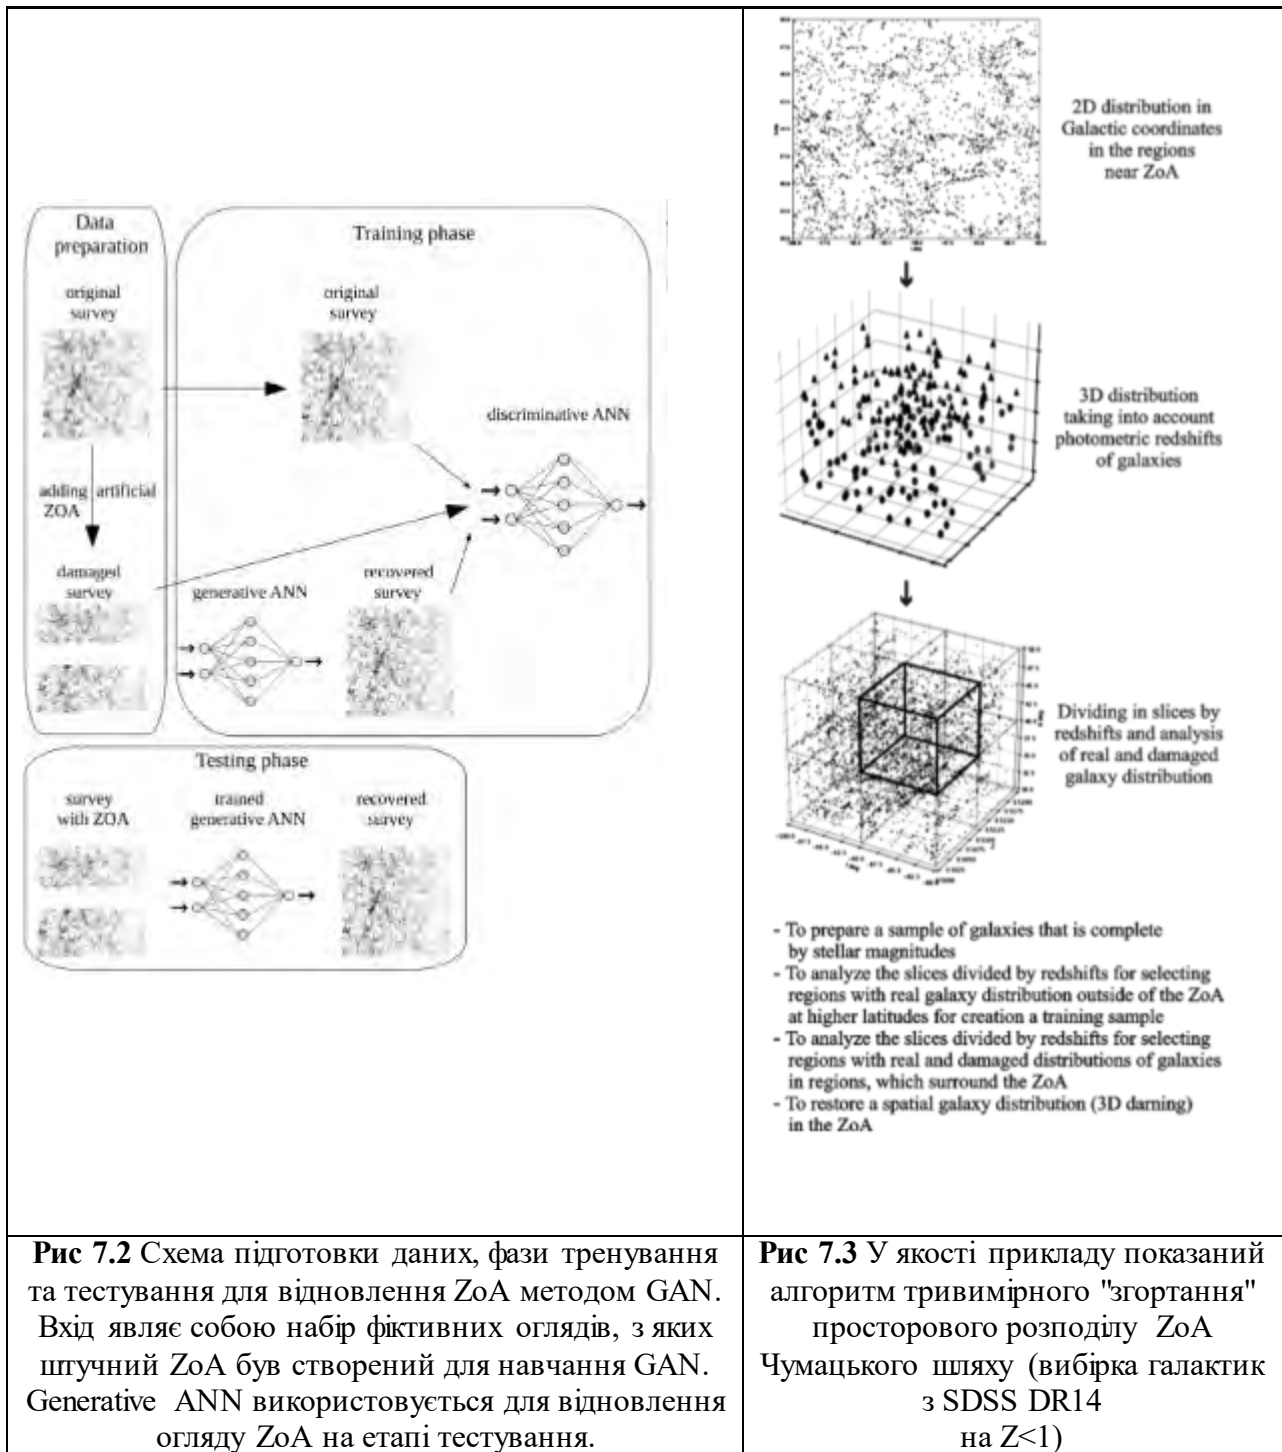 Data
preparation
original
survey
adding artificial
ZOA
damaged
survey
Training phase
original
survey
discriminative ANN
generative ANN
recovered
survey
Testing phase
survey
with ZOA
trained
generative ANN
recovered
survey
2D distribution in
Galactic coordinates
in the regions
near ZoA
3D distribution
taking into account
photometric redshifts
of galaxies
Dividing in slices by
redshifts and analysis
of real and damaged
galaxy distribution
- To prepare a sample of galaxies that is complete
by stellar magnitudes
- To analyze the slices divided by redshifts for selecting
regions with real galaxy distribution outside of the ZoA
at higher latitudes for creation a training sample
- To analyze the slices divided by redshifts for selecting
regions with real and damaged distributions of galaxies
in regions, which surround the ZoA
- To restore a spatial galaxy distribution (3D darning)
in the ZoA
Рис 7.2 Схема підготовки даних, фази тренування
та тестування для відновлення ZoA методом GAN.
Вхід являє собою набір фіктивних оглядів, з яких
штучний ZoA був створений для навчання GAN.
Generative ANN використовується для відновлення
огляду ZoA на етапі тестування.
Рис 7.3 У якості прикладу показаний
алгоритм тривимірного "згортання"
просторового розподілу ZoA
Чумацького шляху (вибірка галактик
з SDSS DR14
на Z<1)